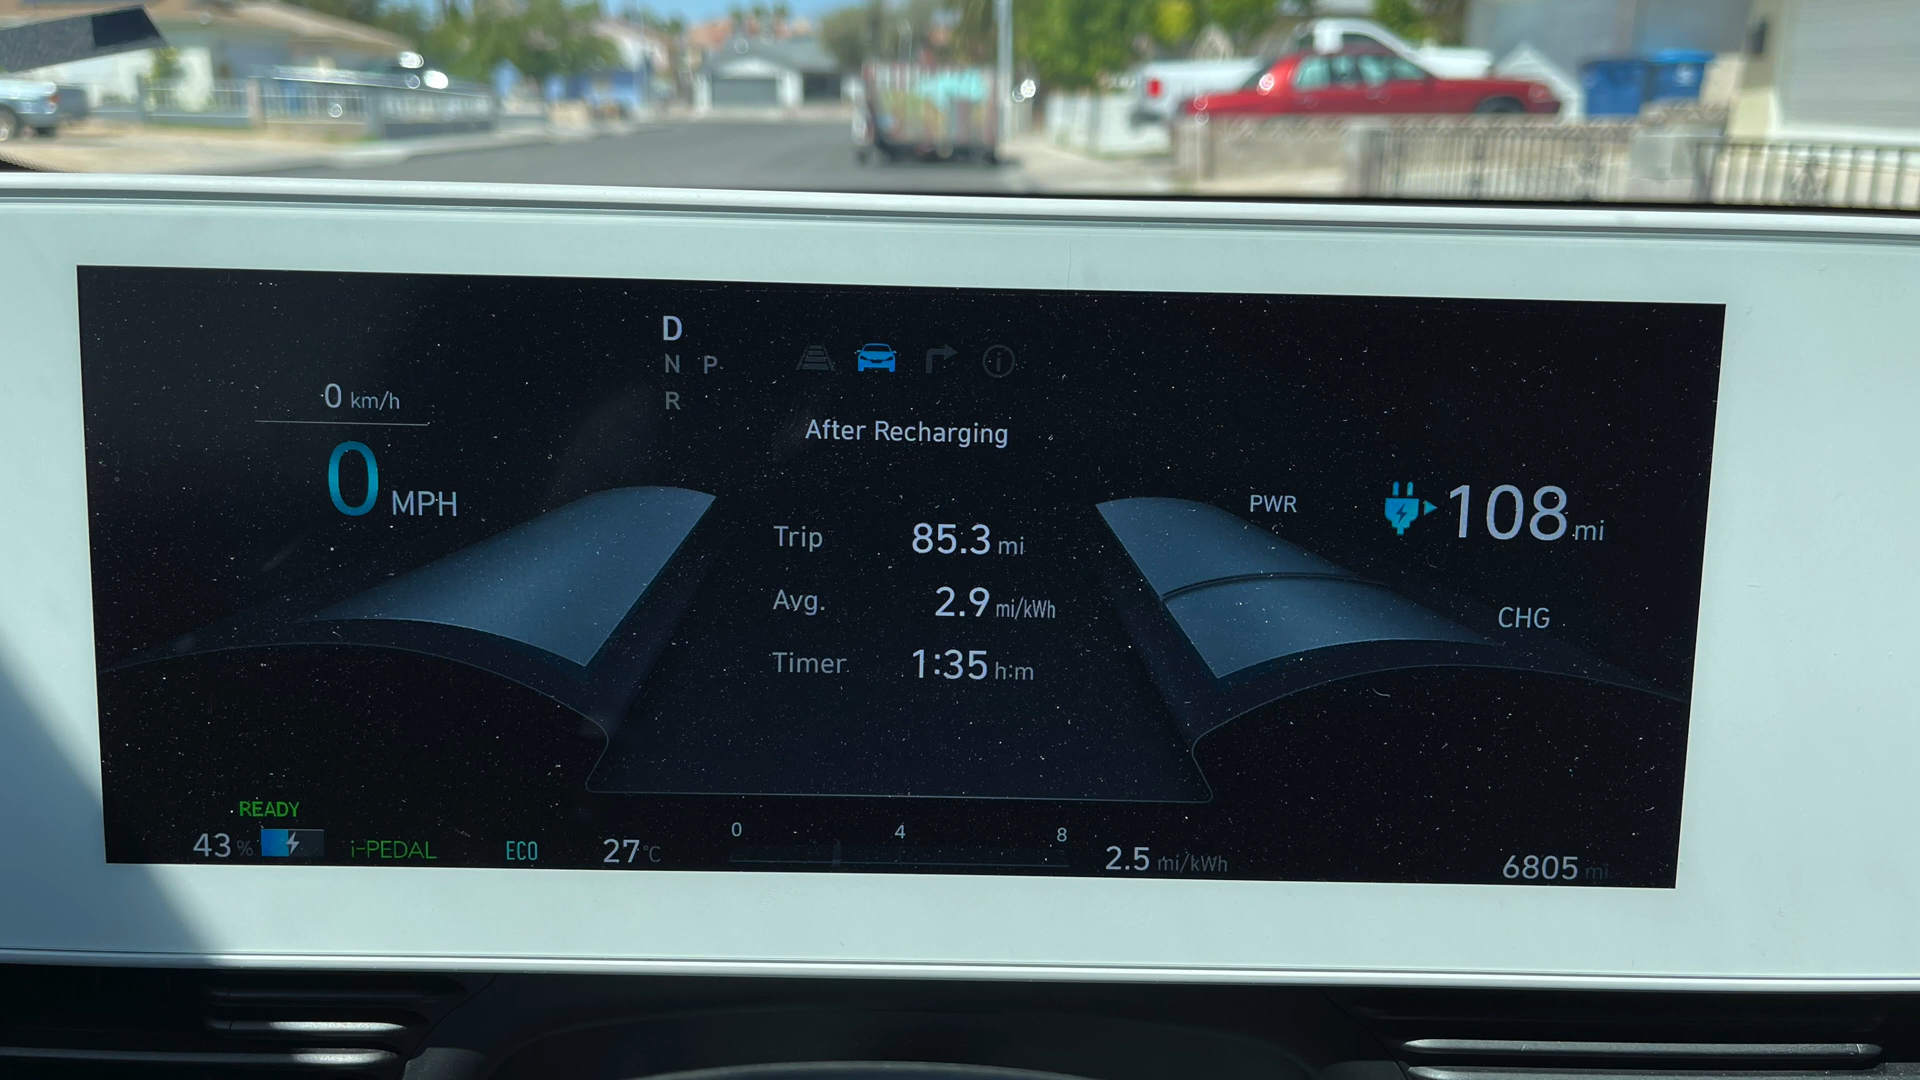 D
N P
R
0 km/h
0 MPH
After Recharging
Trip 85.3 mi
Avg. 2.9 mi/kWh
Timer 1:35 h:m
PWR
108 mi
CHG
READY
43 % i-PEDAL ECO 27 °C
0 4 8
2.5 mi/kWh
6805 mi